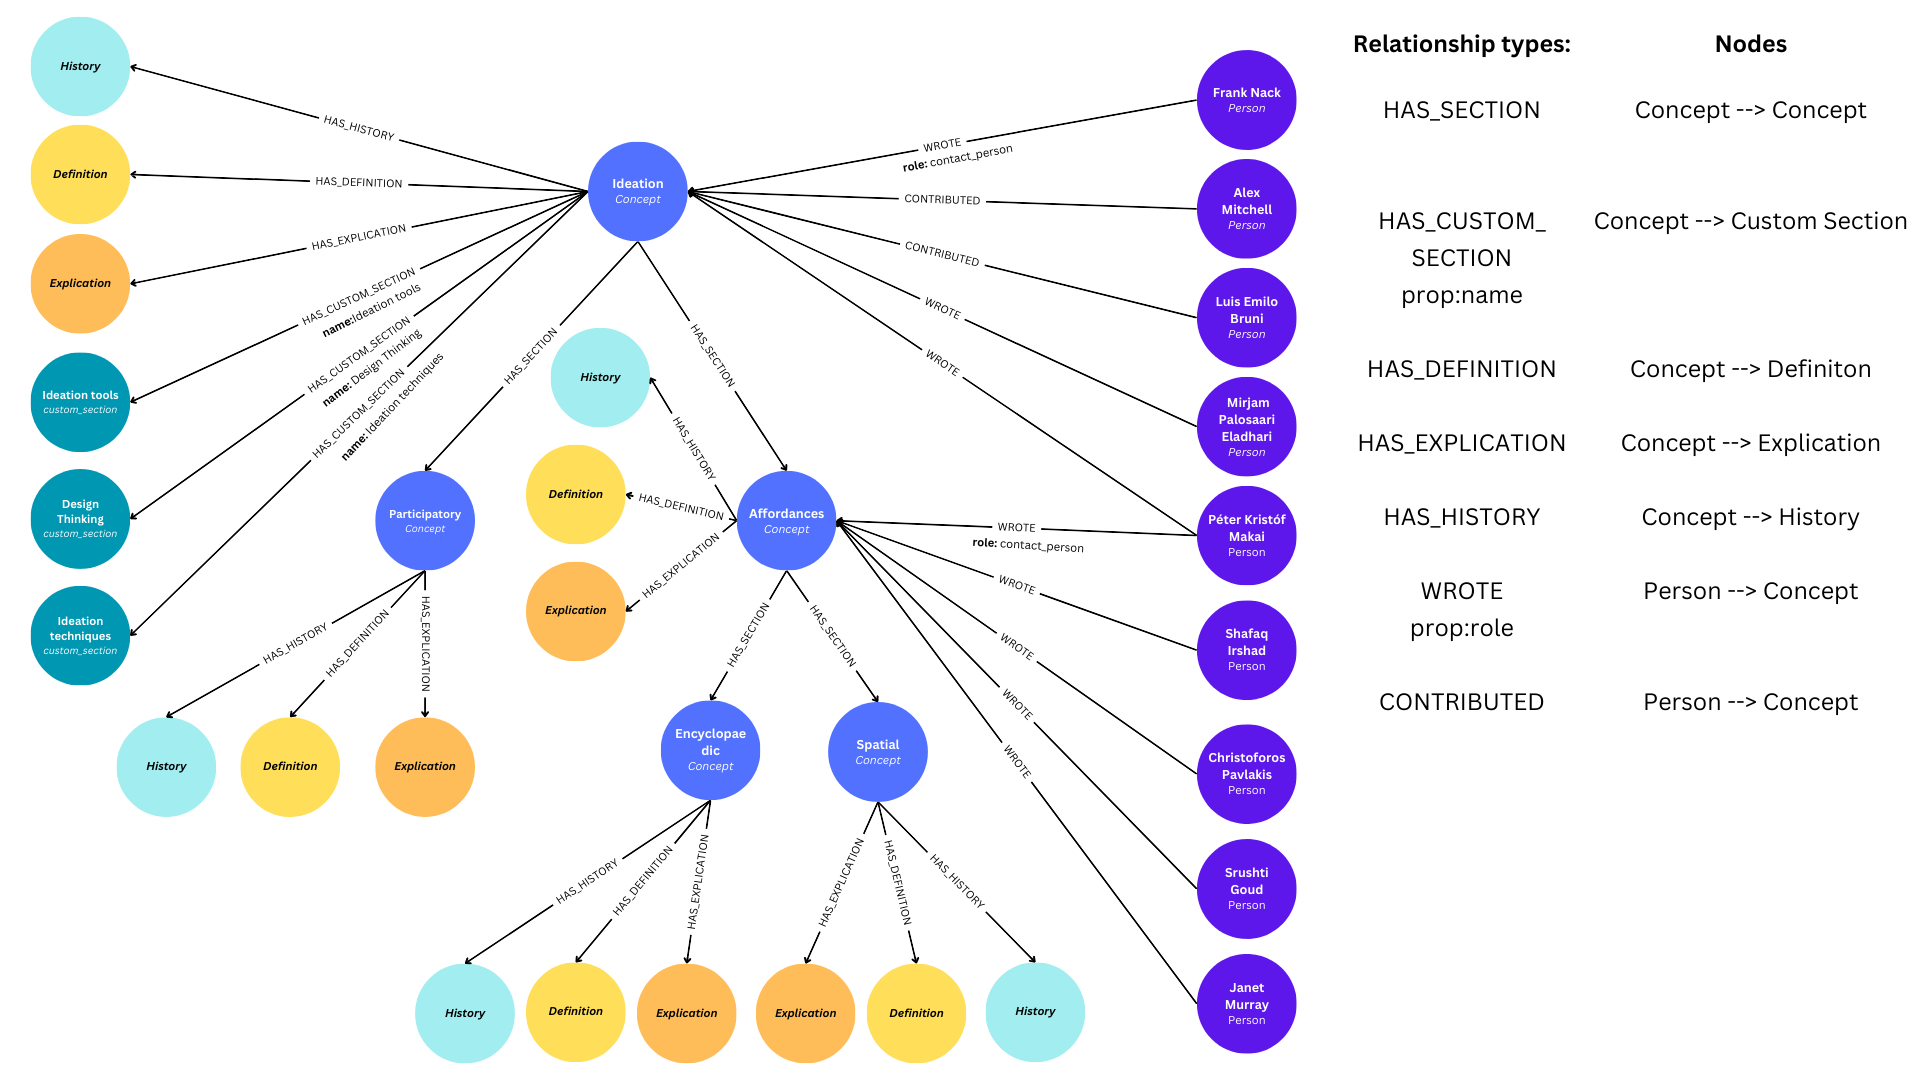 History
Definition
Explication
Ideation tools
custom_section
Design
Thinking
custom_section
Ideation
techniques
custom_section
HAS_HISTORY
HAS_DEFINITION
HAS_EXPLICATION
HAS_CUSTOM_SECTION
name:Ideation tools
HAS_CUSTOM_SECTION
name: Design Thinking
HAS_CUSTOM_SECTION
name: Ideation techniques
Ideation
Concept
HAS_SECTION
HAS_SECTION
Participatory
Concept
HAS_HISTORY
HAS_DEFINITION
HAS_EXPLICATION
History
Definition
Explication
History
Definition
Explication
HAS_HISTORY
HAS_DEFINITION
HAS_EXPLICATION
Affordances
Concept
HAS_SECTION
HAS_SECTION
Encyclopae
dic
Concept
Spatial
Concept
HAS_HISTORY
HAS_DEFINITION
HAS_EXPLICATION
HAS_EXPLICATION
HAS_DEFINITION
HAS_HISTORY
History
Definition
Explication
Explication
Definition
History
WROTE
role: contact_person
CONTRIBUTED
CONTRIBUTED
WROTE
WROTE
WROTE
role: contact_person
WROTE
WROTE
WROTE
WROTE
Frank Nack
Person
Alex
Mitchell
Person
Luis Emilo
Bruni
Person
Mirjam
Palosaari
Eladhari
Person
Péter Kristóf
Makai
Person
Shafaq
Irshad
Person
Christoforos
Pavlakis
Person
Srushti
Goud
Person
Janet
Murray
Person
Relationship types:
Nodes
HAS_SECTION
Concept --> Concept
HAS_CUSTOM_
SECTION
prop:name
Concept --> Custom Section
HAS_DEFINITION
Concept --> Definiton
HAS_EXPLICATION
Concept --> Explication
HAS_HISTORY
Concept --> History
WROTE
prop:role
Person --> Concept
CONTRIBUTED
Person --> Concept